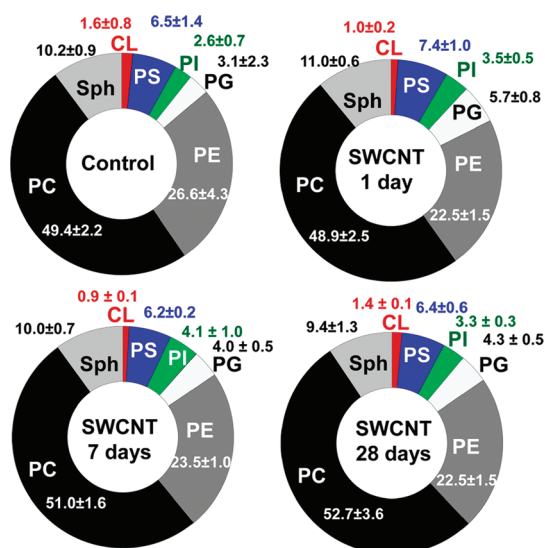 1.6±0.8
6.5±1.4
2.6±0.7
10.2±0.9
CL
3.1±2.3
PI
PS
PG
Sph
Control
PE
PC
26.6±4.3
49.4±2.2
1.0±0.2
7.4±1.0
3.5±0.5
11.0±0.6
CL
PI
5.7±0.8
PS
Sph
PG
SWCNT
1 day
PE
PC
22.5±1.5
48.9±2.5
0.9 ± 0.1
6.2±0.2
4.1 ± 1.0
10.0±0.7
CL
4.0 ± 0.5
PS
PI
PG
Sph
SWCNT
7 days
PE
PC
23.5±1.0
51.0±1.6
1.4 ± 0.1
6.4±0.6
3.3 ± 0.3
9.4±1.3
CL
PI
4.3 ± 0.5
PS
PG
Sph
SWCNT
28 days
PE
PC
22.5±1.5
52.7±3.6